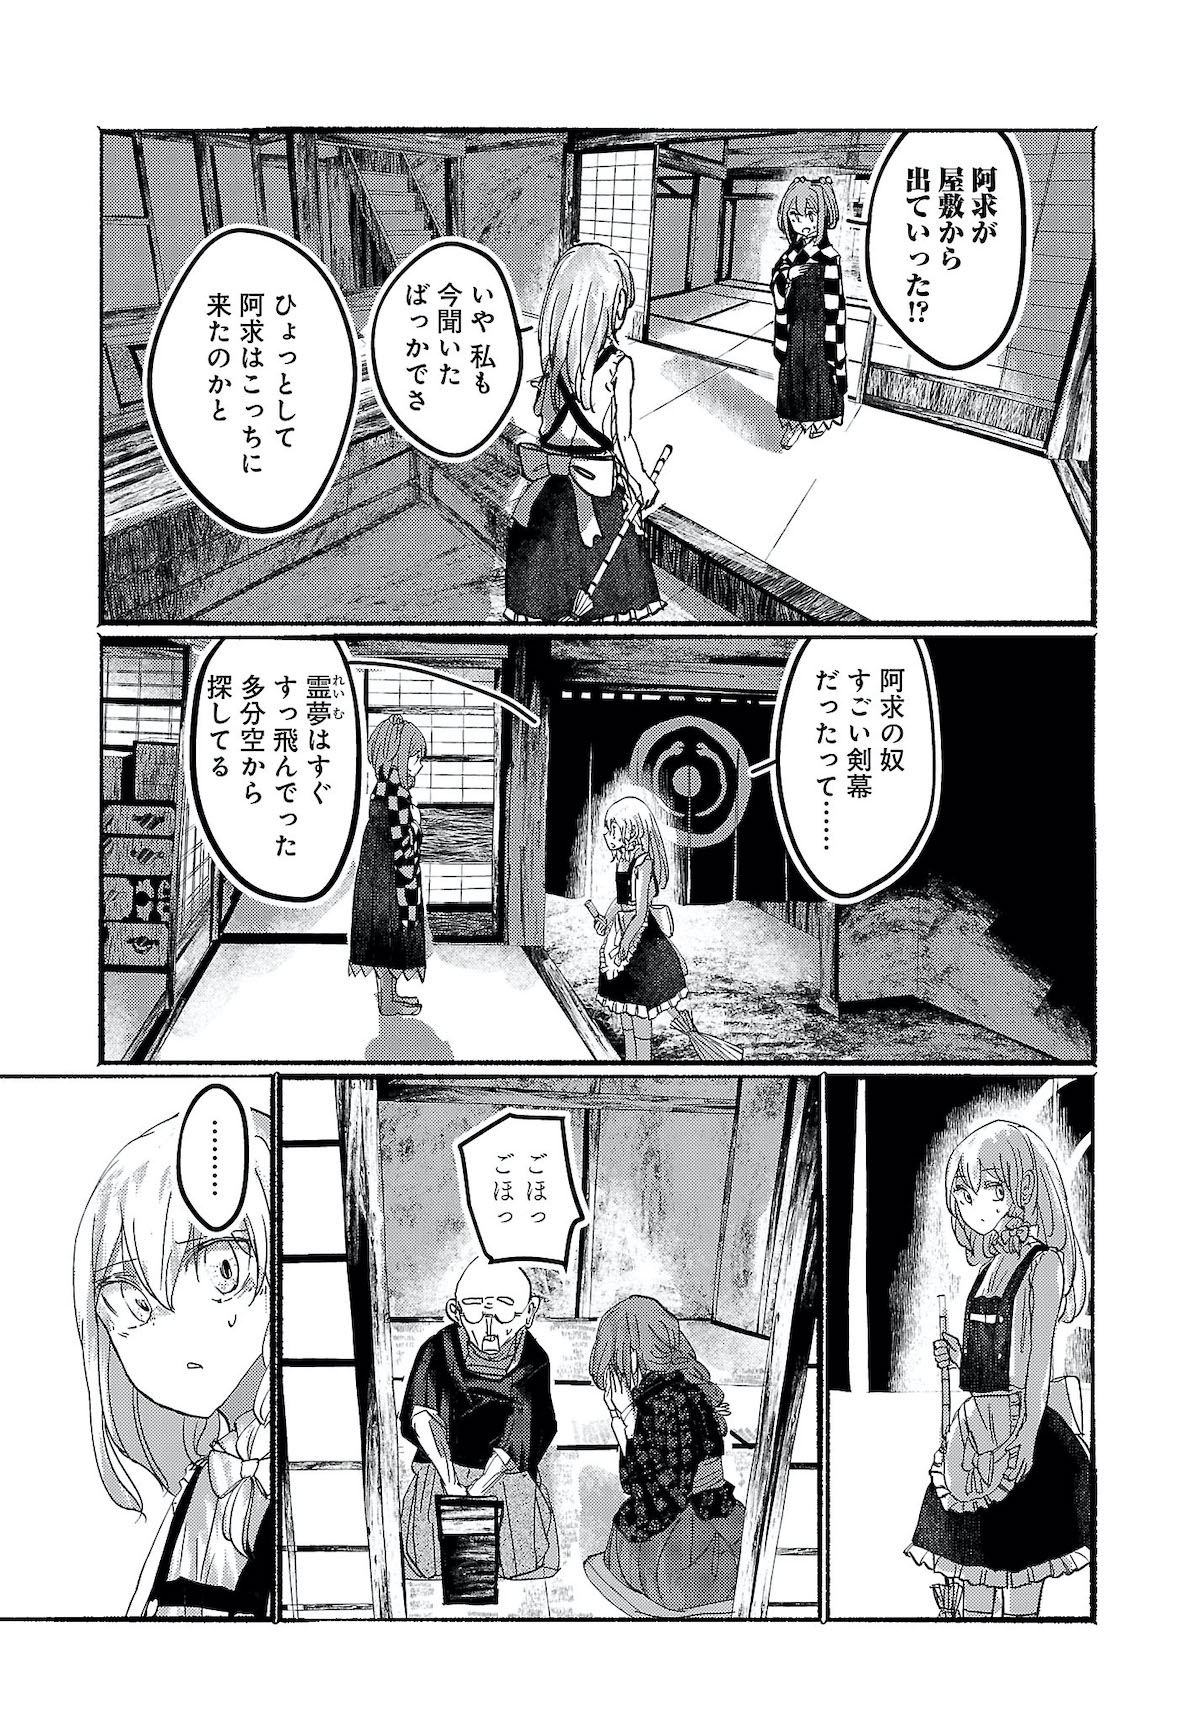 阿求が
屋敷から
出ていった!?
いや 私も
今聞いた
ばっかでさ
ひょっとして
阿求はこっちに
来たのかと
阿求の奴
すごい剣幕
だったって……
霊夢はすぐ
れいむ
すっ飛んでった
多分空から
探してる
ごほっ
ごほっ
………